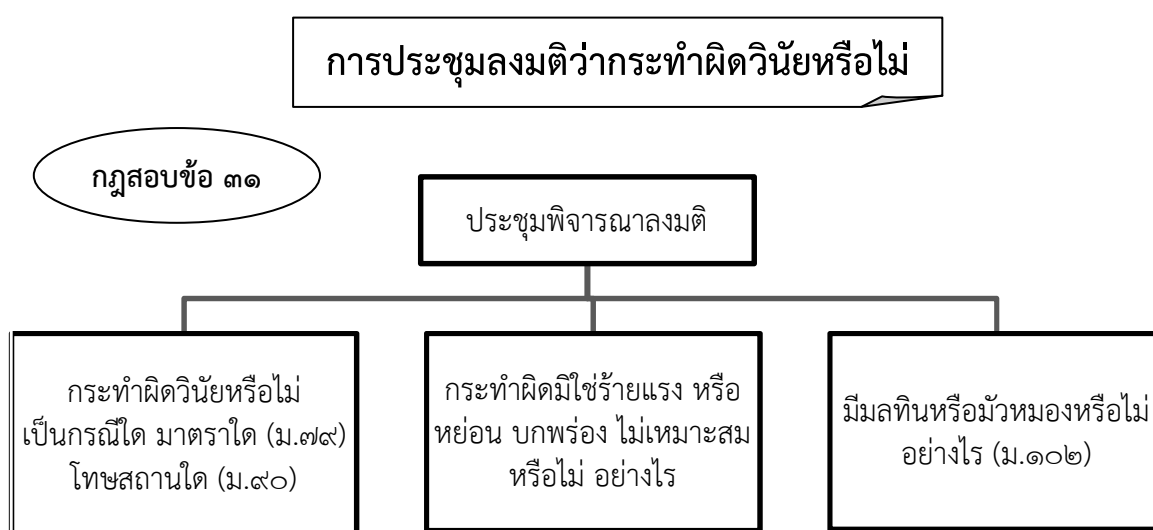 การประชุมลงมติว่ากระทำผิดวินัยหรือไม่
กฎสอบข้อ ๓๑
ประชุมพิจารณาลงมติ
กระทำผิดวินัยหรือไม่
เป็นกรณีใด มาตราใด (ม.๗๙)
โทษสถานใด (ม.๙๐)
กระทำผิดมิใช่ร้ายแรง หรือ
หย่อน บกพร่อง ไม่เหมาะสม
หรือไม่ อย่างไร
มีมลทินหรือมัวหมองหรือไม่
อย่างไร (ม.๑๐๒)